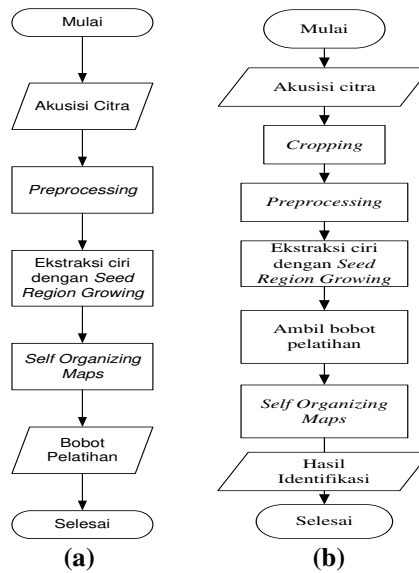 Mulai
Akusisi Citra
Preprocessing
Ekstraksi ciri
dengan Seed
Region Growing
Self Organizing
Maps
Bobot
Pelatihan
Selesai
(a)
Mulai
Akusisi citra
Cropping
Preprocessing
Ekstraksi ciri
dengan Seed
Region Growing
Ambil bobot
pelatihan
Self Organizing
Maps
Hasil
Identifikasi
Selesai
(b)